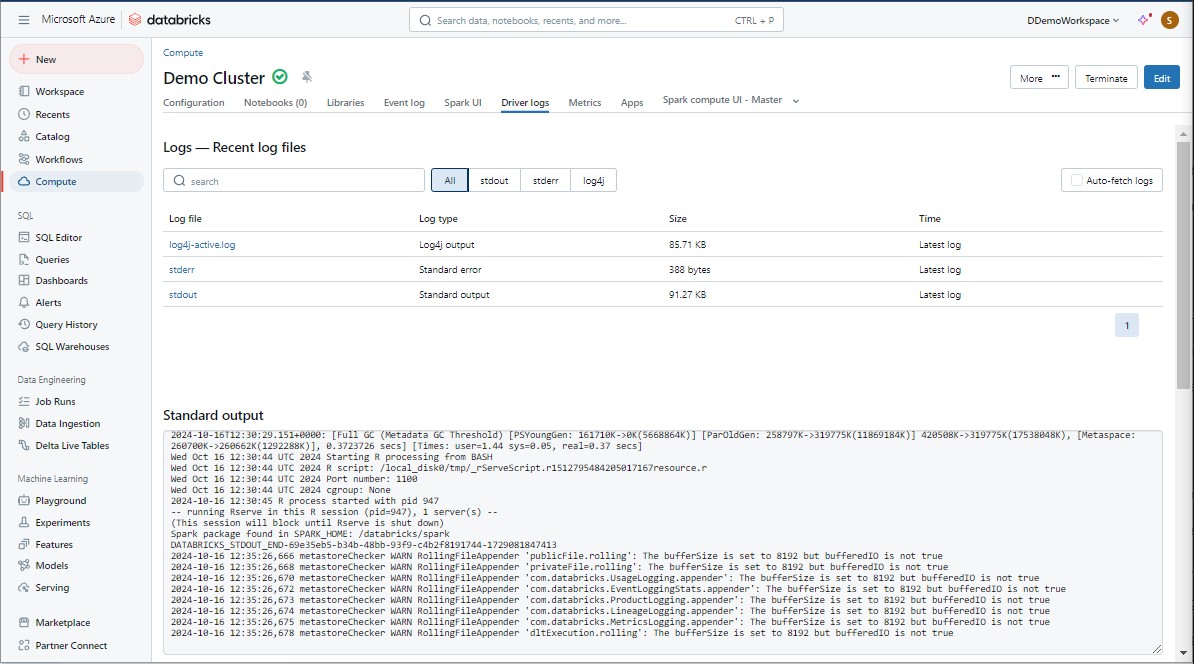 Microsoft Azure
databricks
Search data, notebooks, recents, and more...
CTRL + P
DDemoWorkspace
S
New
Workspace
Recents
Catalog
Workflows
Compute
SQL
SQL Editor
Queries
Dashboards
Alerts
Query History
SQL Warehouses
Data Engineering
Job Runs
Data Ingestion
Delta Live Tables
Machine Learning
Playground
Experiments
Features
Models
Serving
Marketplace
Partner Connect
Compute
Demo Cluster
More
Terminate
Edit
Configuration Notebooks (0) Libraries Event log Spark UI Driver logs Metrics Apps Spark compute UI - Master
Logs — Recent log files
search
All stdout stderr log4j
Auto-fetch logs
Log file Log type Size Time
log4j-active.log Log4j output 85.71 KB Latest log
stderr Standard error 388 bytes Latest log
stdout Standard output 91.27 KB Latest log
1
Standard output
2024-10-16T12:30:29.151+0000: [Full GC (Metadata GC Threshold) [PSYoungGen: 161710K->0K(5668864K)] [ParOldGen: 258797K->319775K(11869184K)] 420508K->319775K(17538048K), [Metaspace:
260700K->260662K(1292288K)], 0.3723726 secs] [Times: user=1.44 sys=0.05, real=0.37 secs]
Wed Oct 16 12:30:44 UTC 2024 Starting R processing from BASH
Wed Oct 16 12:30:44 UTC 2024 R script: /local_disk0/tmp/_rServeScript.r1512795484205017167resource.r
Wed Oct 16 12:30:44 UTC 2024 Port number: 1100
Wed Oct 16 12:30:44 UTC 2024 cgroup: None
2024-10-16 12:30:45 R process started with pid 947
-- running Rserve in this R session (pid=947), 1 server(s) --
(This session will block until Rserve is shut down)
Spark package found in SPARK_HOME: /databricks/spark
DATABRICKS_STDOUT_END-69e35eb5-b34b-48bb-93f9-c4b2f8191744-1729081847413
2024-10-16 12:35:26,666 metastoreChecker WARN RollingFileAppender 'publicFile.rolling': The bufferSize is set to 8192 but bufferedIO is not true
2024-10-16 12:35:26,668 metastoreChecker WARN RollingFileAppender 'privateFile.rolling': The bufferSize is set to 8192 but bufferedIO is not true
2024-10-16 12:35:26,670 metastoreChecker WARN RollingFileAppender 'com.databricks.UsageLogging.appender': The bufferSize is set to 8192 but bufferedIO is not true
2024-10-16 12:35:26,672 metastoreChecker WARN RollingFileAppender 'com.databricks.EventLoggingStats.appender': The bufferSize is set to 8192 but bufferedIO is not true
2024-10-16 12:35:26,673 metastoreChecker WARN RollingFileAppender 'com.databricks.ProductLogging.appender': The bufferSize is set to 8192 but bufferedIO is not true
2024-10-16 12:35:26,674 metastoreChecker WARN RollingFileAppender 'com.databricks.LineageLogging.appender': The bufferSize is set to 8192 but bufferedIO is not true
2024-10-16 12:35:26,675 metastoreChecker WARN RollingFileAppender 'com.databricks.MetricsLogging.appender': The bufferSize is set to 8192 but bufferedIO is not true
2024-10-16 12:35:26,678 metastoreChecker WARN RollingFileAppender 'dltExecution.rolling': The bufferSize is set to 8192 but bufferedIO is not true